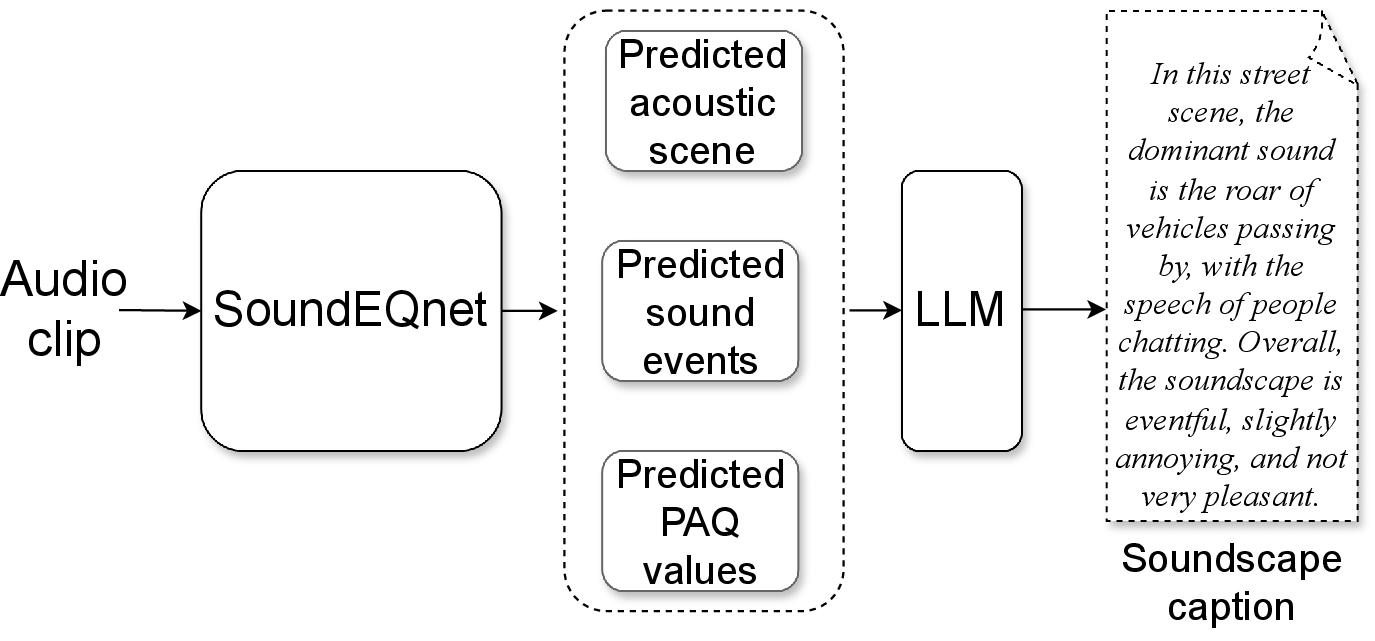 Audio
clip
SoundEQnet
Predicted
acoustic
scene
Predicted
sound
events
Predicted
PAQ
values
LLM
In this street
scene, the
dominant sound
is the roar of
vehicles passing
by, with the
speech of people
chatting. Overall,
the soundscape is
eventful, slightly
annoying, and not
very pleasant.
Soundscape
caption